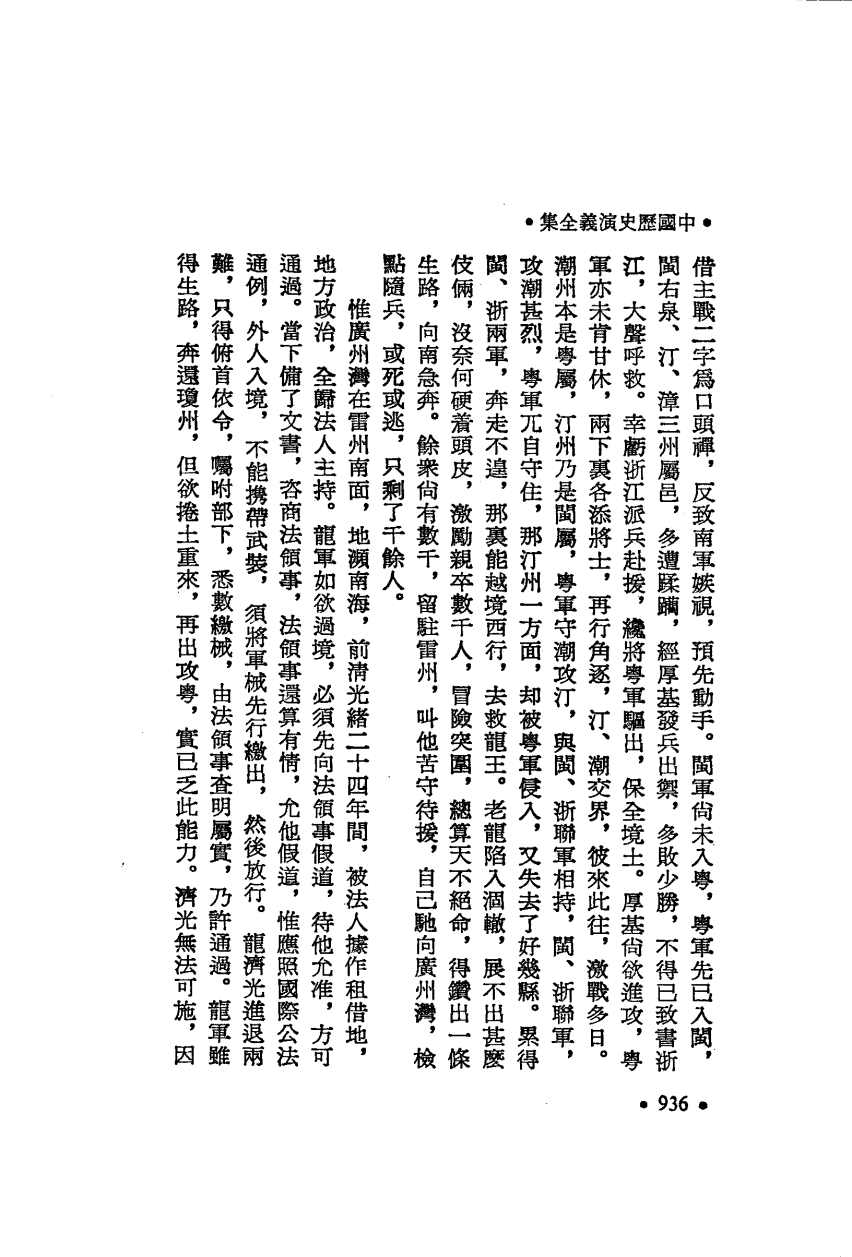 •中國歷史演義全集•
借主戰二字爲口頭禪，反致南軍嫉視，預先動手。閩軍尙未入粵，粵軍先已入閩，
閩右泉、汀、漳三州屬邑，多遭蹂躪，經厚基發兵出禦，多敗少勝，不得已致書浙
江，大聲呼救。幸虧浙江派兵赴援，纔將粵軍驅出，保全境土。厚基尙欲進攻，粵
軍亦未肯甘休，兩下裏各添將士，再行角逐，汀、潮交界，彼來此往，激戰多日。
潮州本是粵屬，汀州乃是閩屬，粵軍守潮攻汀，與閩、浙聯軍相持，閩、浙聯軍，
攻潮甚烈，粵軍兀自守住，那汀州一方面，却被粵軍侵入，又失去了好幾縣。累得
閩、浙兩軍，奔走不遑，那裏能越境西行，去救龍王。老龍陷入涸轍，展不出甚麽
伎倆，沒奈何硬着頭皮，激勵親卒數千人，冒險突圍，總算天不絕命，得鑽出一條
生路，向南急奔。餘衆尙有數千，留駐雷州，叫他苦守待援，自己馳向廣州灣，檢
點隨兵，或死或逃，只剩了千餘人。
惟廣州灣在雷州南面，地瀕南海，前清光緒二十四年間，被法人據作租借地，
地方政治，全歸法人主持。龍軍如欲過境，必須先向法領事假道，待他允准，方可
通過。當下備了文書，咨商法領事，法領事還算有情，允他假道，惟應照國際公法
通例，外人入境，不能携帶武裝，須將軍械先行繳出，然後放行。龍濟光進退兩
難，只得俯首依令，囑咐部下，悉數繳械，由法領事查明屬實，乃許通過。龍軍雖
得生路，奔還瓊州，但欲捲土重來，再出攻粵，實已乏此能力。濟光無法可施，因
•936•